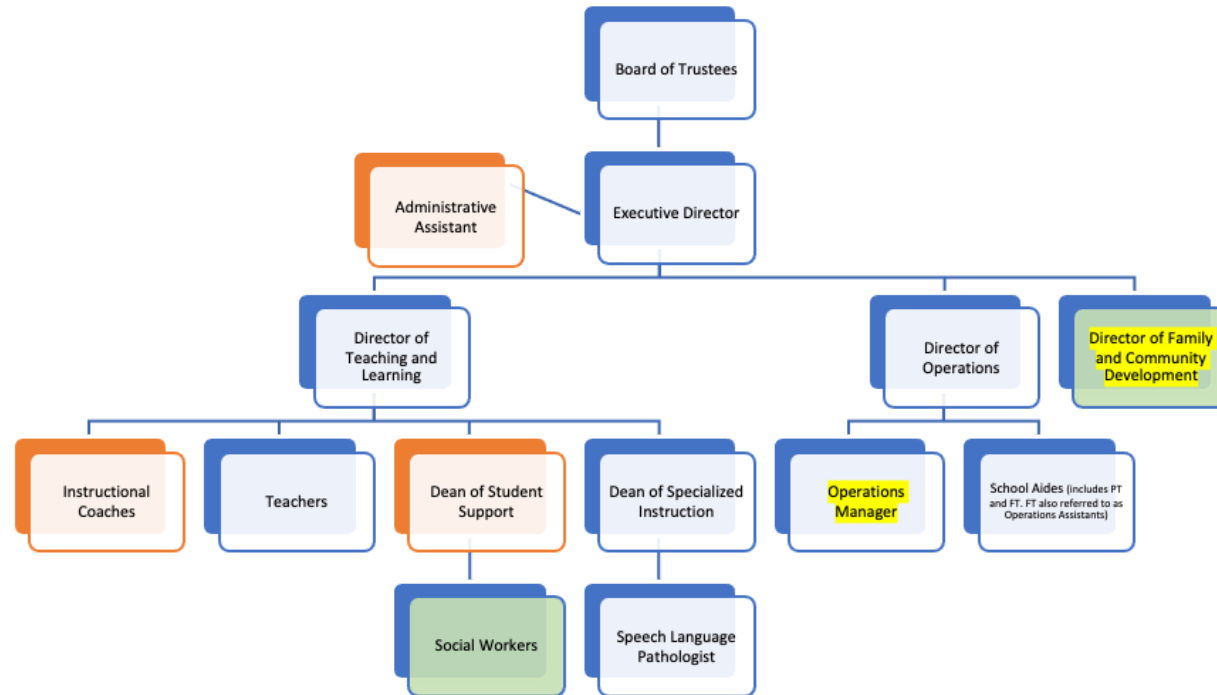 Board of Trustees
Administrative
Assistant
Executive Director
Director of
Teaching and
Learning
Director of
Operations
Director of Family
and Community
Development
Instructional
Coaches
Teachers
Dean of Student
Support
Dean of Specialized
Instruction
Operations
Manager
School Aides (includes PT
and FT. FT also referred to as
Operations Assistants)
Social Workers
Speech Language
Pathologist